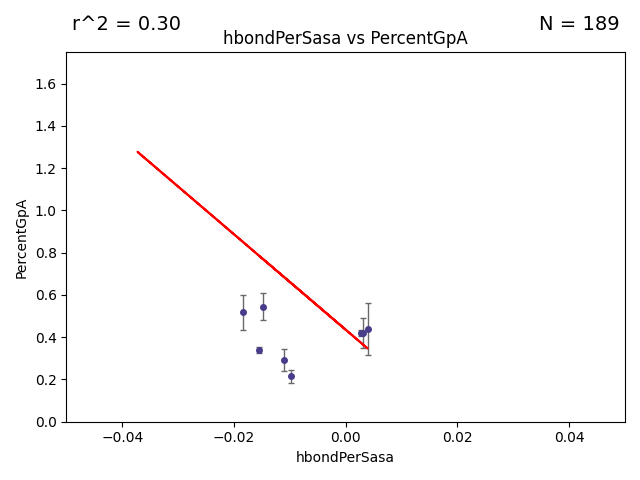 r^2 = 0.30
N = 189
hbondPerSasa vs PercentGpA
1.6
1.4
1.2
1.0
0.8
0.6
0.4
0.2
0.0
PercentGpA
−0.04 −0.02 0.00 0.02 0.04
hbondPerSasa